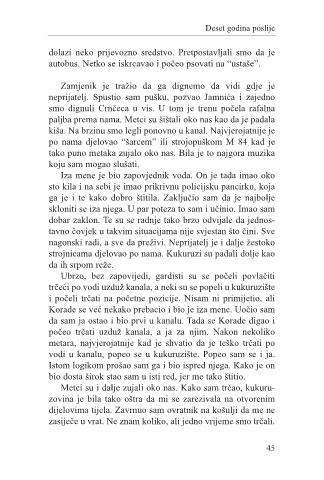 Deset godina poslije
dolazi neko prijevozno sredstvo. Pretpostavljali smo da je
autobus. Netko se iskrcavao i počeo psovati na “ustaše”.
Zamjenik je tražio da ga dignemo da vidi gdje je
neprijatelj. Spustio sam pušku, pozvao Jamnića i zajedno
smo dignuli Crnčeca u vis. U tom je trenu počela rafalna
paljba prema nama. Metci su šištali oko nas kao da je padala
kiša. Na brzinu smo legli ponovno u kanal. Najvjerojatnije je
po nama djelovao “šarcem” ili strojopuškom M 84 kad je
tako puno metaka zujalo oko nas. Bila je to najgora muzika
koju sam mogao slušati.
Iza mene je bio zapovjednik voda. On je tada imao oko
sto kila i na sebi je imao prikrivnu policijsku pancirku, koja
ga je i te kako dobro štitila. Zaključio sam da je najbolje
skloniti se iza njega. U par poteza to sam i učinio. Imao sam
dobar zaklon. Te su se radnje tako brzo odvijale da jednos-
tavno čovjek u takvim situacijama nije svjestan što čini. Sve
nagonski radi, a sve da preživi. Neprijatelj je i dalje žestoko
strojnicama djelovao po nama. Kukuruzi su padali dolje kao
da ih srpom reže.
Ubrzo, bez zapovijedi, gardisti su se počeli povlačiti
trčeći po vodi uzduž kanala, a neki su se popeli u kukuruzište
i počeli trčati na početne pozicije. Nisam ni primijetio, ali
Korade se već nekako prebacio i bio je iza mene. Uočio sam
da sam ja ostao i bio prvi u kanalu. Tada se Korade digao i
počeo trčati uzduž kanala, a ja za njim. Nakon nekoliko
metara, najvjerojatnije kad je shvatio da je teško trčati po
vodi u kanalu, popeo se u kukuruzište. Popeo sam se i ja.
Istom logikom prošao sam ga i bio ispred njega. Kako je on
bio dosta širok stao sam u isti red, jer me tako štitio.
Metci su i dalje zujali oko nas. Kako sam trčao, kukuru-
zovina je bila tako oštra da mi se zarezivala na otvorenim
dijelovima tijela. Zavrnuo sam ovratnik na košulji da me ne
zasiječe u vrat. Ne znam koliko, ali jedno vrijeme smo trčali.
45